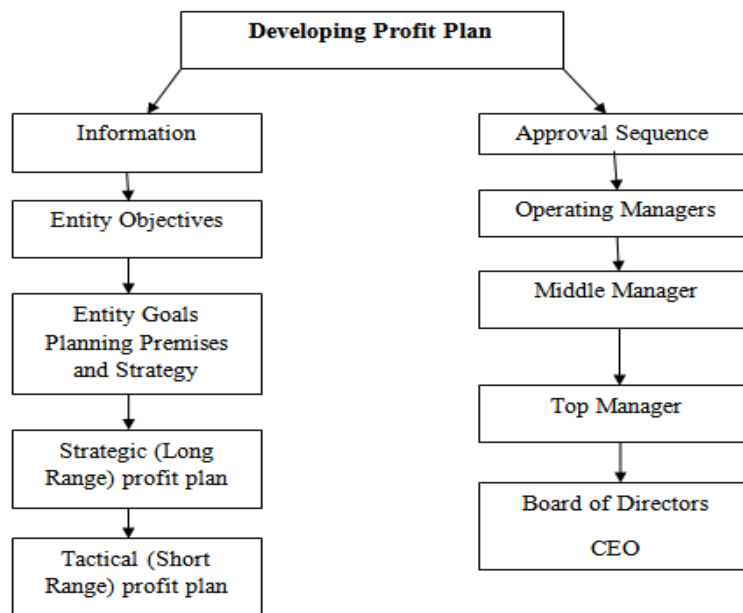 Developing Profit Plan
Information
Entity Objectives
Entity Goals
Planning Premises
and Strategy
Strategic (Long
Range) profit plan
Tactical (Short
Range) profit plan
Approval Sequence
Operating Managers
Middle Manager
Top Manager
Board of Directors
CEO